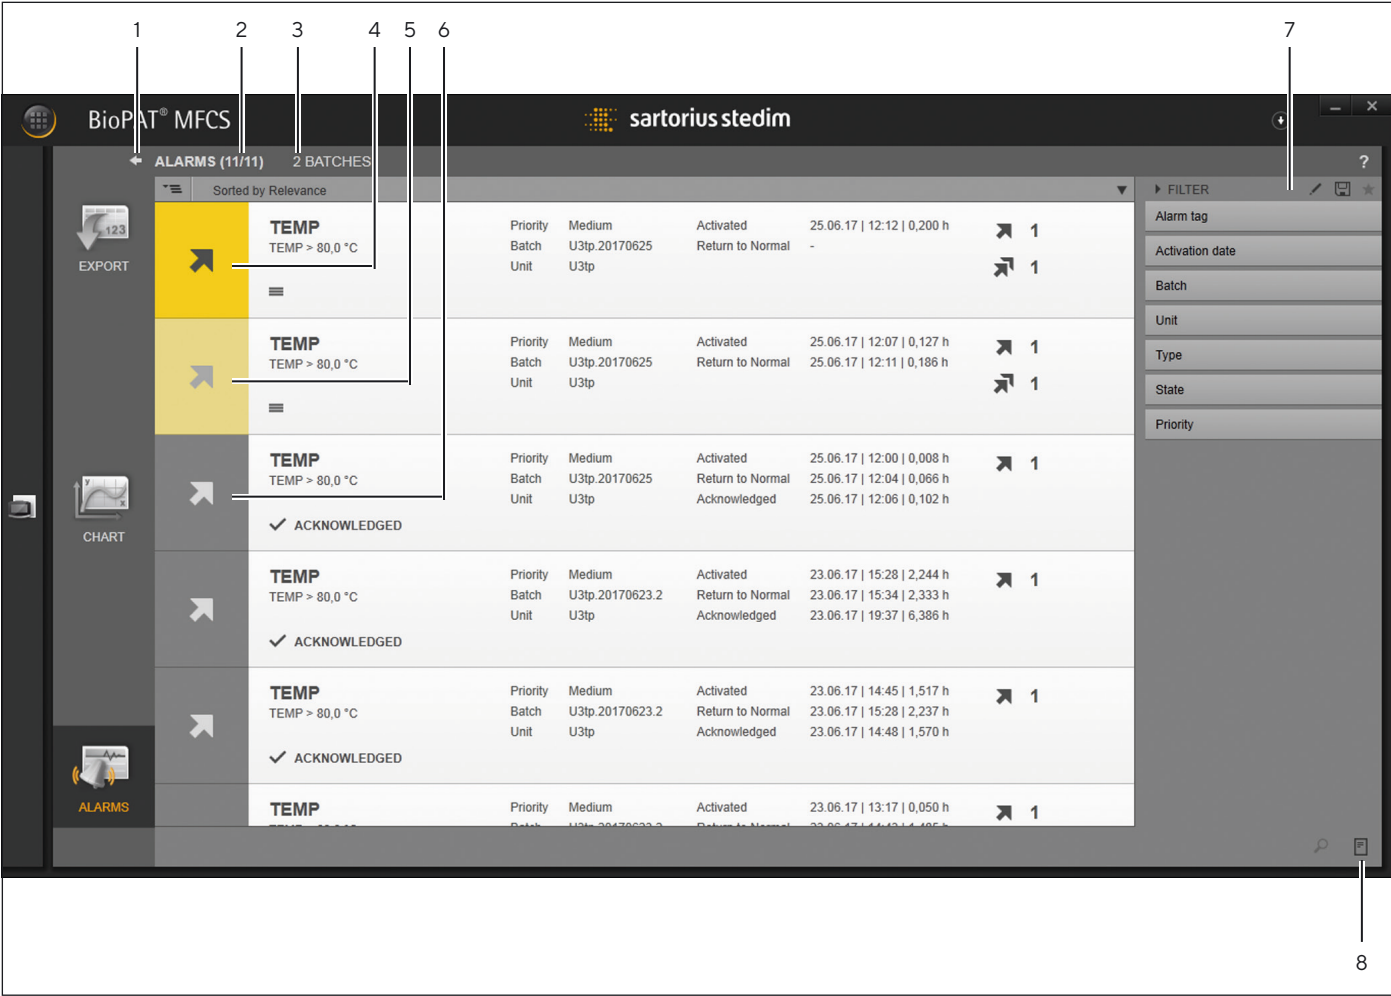 1 2 3 4 5 6 7
BioPAT® MFCS
sartorius stedim
ALARMS (11/11) 2 BATCHES ?
Sorted by Relevance
FILTER
Alarm tag
Activation date
Batch
Unit
Type
State
Priority
123
EXPORT
y
x
CHART
ALARMS
TEMP Priority Medium Activated 25.06.17 | 12:12 | 0,200 h 1
TEMP > 80,0 °C Batch U3tp.20170625 Return to Normal -
Unit U3tp 1
TEMP Priority Medium Activated 25.06.17 | 12:07 | 0,127 h 1
TEMP > 80,0 °C Batch U3tp.20170625 Return to Normal 25.06.17 | 12:11 | 0,186 h
Unit U3tp 1
TEMP Priority Medium Activated 25.06.17 | 12:00 | 0,008 h 1
TEMP > 80,0 °C Batch U3tp.20170625 Return to Normal 25.06.17 | 12:04 | 0,066 h
Unit U3tp Acknowledged 25.06.17 | 12:06 | 0,102 h
ACKNOWLEDGED
TEMP Priority Medium Activated 23.06.17 | 15:28 | 2,244 h 1
TEMP > 80,0 °C Batch U3tp.20170623.2 Return to Normal 23.06.17 | 15:34 | 2,333 h
Unit U3tp Acknowledged 23.06.17 | 19:37 | 6,386 h
ACKNOWLEDGED
TEMP Priority Medium Activated 23.06.17 | 14:45 | 1,517 h 1
TEMP > 80,0 °C Batch U3tp.20170623.2 Return to Normal 23.06.17 | 15:28 | 2,237 h
Unit U3tp Acknowledged 23.06.17 | 14:48 | 1,570 h
ACKNOWLEDGED
TEMP Priority Medium Activated 23.06.17 | 13:17 | 0,050 h 1
8